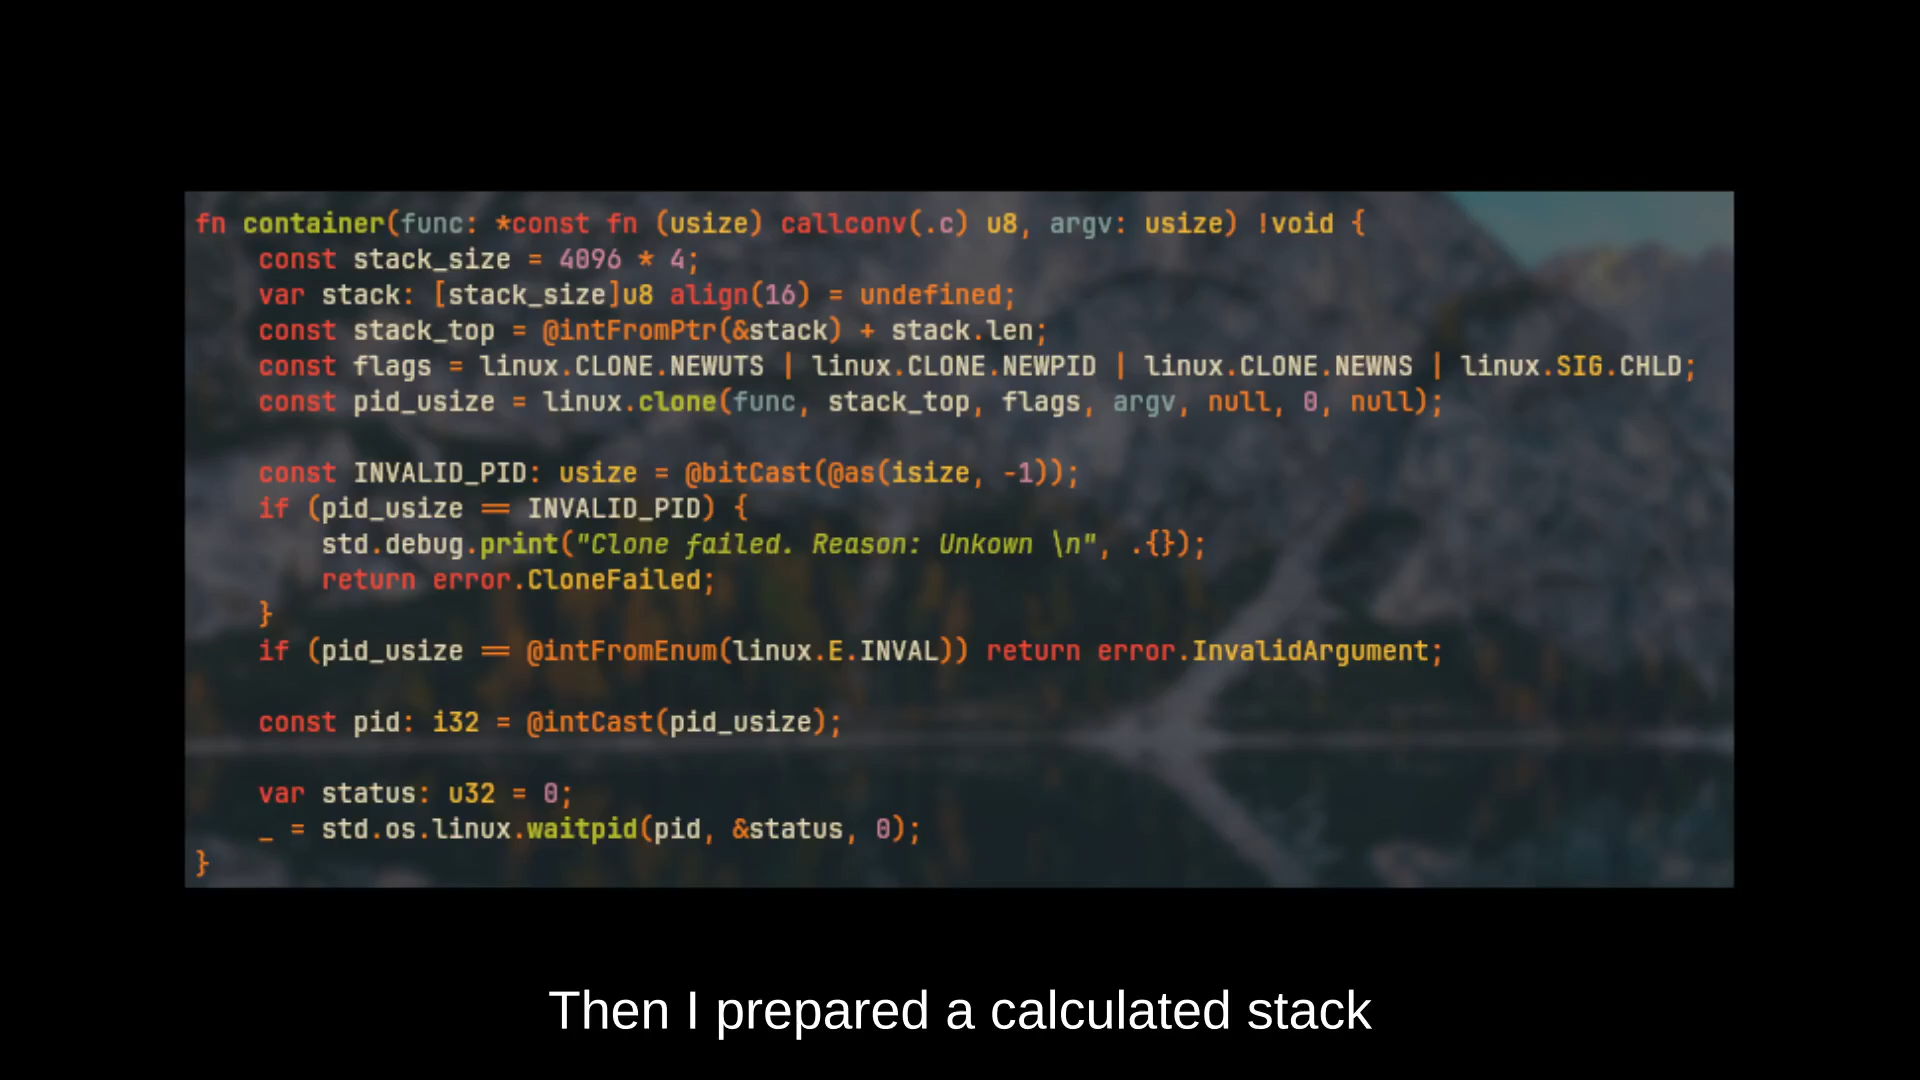 fn container(func: *const fn (usize) callconv(.c) u8, argv: usize) !void {
    const stack_size = 4096 * 4;
    var stack: [stack_size]u8 align(16) = undefined;
    const stack_top = @intFromPtr(&stack) + stack.len;
    const flags = linux.CLONE.NEWUTS | linux.CLONE.NEWPID | linux.CLONE.NEWNS | linux.SIG.CHLD;
    const pid_usize = linux.clone(func, stack_top, flags, argv, null, 0, null);
    const INVALID_PID: usize = @bitCast(@as(isize, -1));
    if (pid_usize == INVALID_PID) {
        std.debug.print("Clone failed. Reason: Unkown \n", .{});
        return error.CloneFailed;
    }
    if (pid_usize == @intFromEnum(linux.E.INVAL)) return error.InvalidArgument;
    const pid: i32 = @intCast(pid_usize);
    var status: u32 = 0;
    _ = std.os.linux.waitpid(pid, &status, 0);
}
Then I prepared a calculated stack